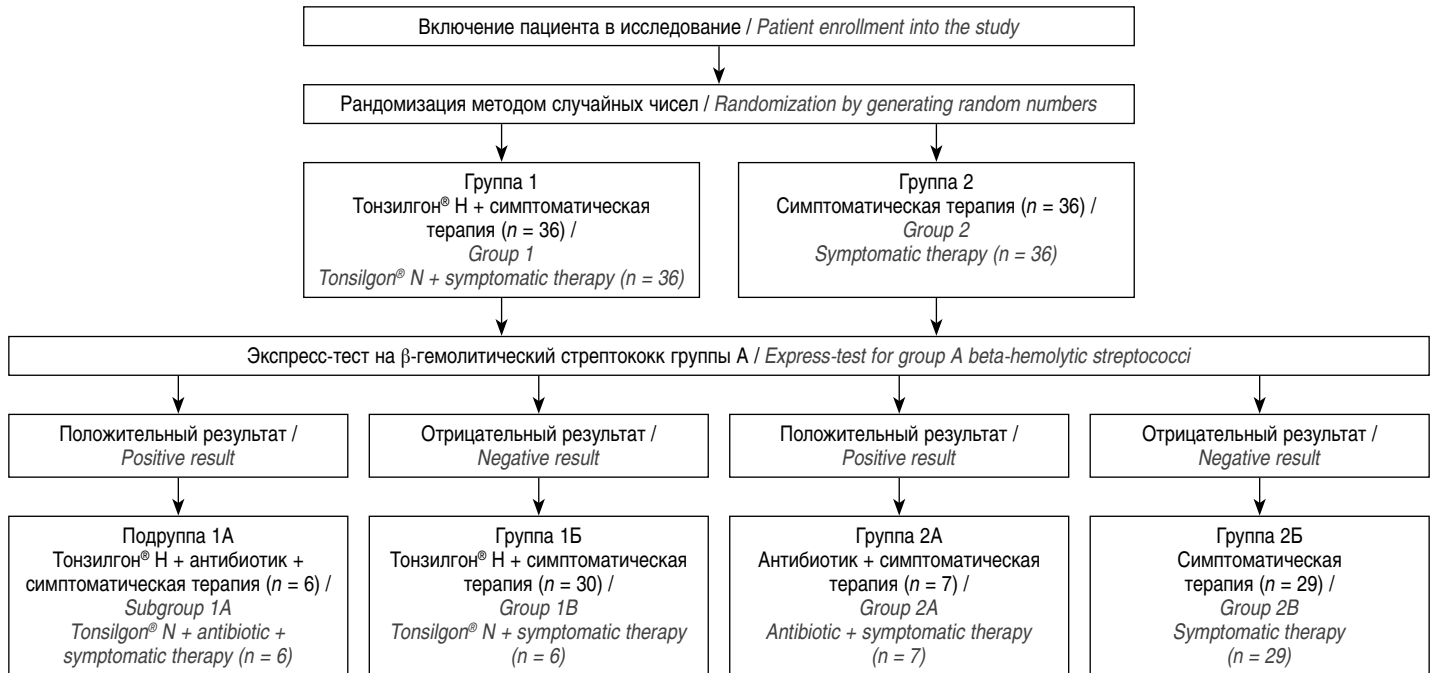 Включение пациента в исследование / Patient enrollment into the study
Рандомизация методом случайных чисел / Randomization by generating random numbers
Группа 1
Тонзилгон® Н + симптоматическая
терапия (n = 36) /
Group 1
Tonsilgon® N + symptomatic therapy (n = 36)
Группа 2
Симптоматическая терапия (n = 36) /
Group 2
Symptomatic therapy (n = 36)
Экспресс-тест на β-гемолитический стрептококк группы А / Express-test for group A beta-hemolytic streptococci
Положительный результат /
Positive result
Отрицательный результат /
Negative result
Положительный результат /
Positive result
Отрицательный результат /
Negative result
Подруппа 1А
Тонзилгон® Н + антибиотик +
симптоматическая терапия (n = 6) /
Subgroup 1A
Tonsilgon® N + antibiotic +
symptomatic therapy (n = 6)
Группа 1Б
Тонзилгон® Н + симптоматическая
терапия (n = 30) /
Group 1B
Tonsilgon® N + symptomatic therapy
(n = 6)
Группа 2А
Антибиотик + симптоматическая
терапия (n = 7) /
Group 2A
Antibiotic + symptomatic therapy
(n = 7)
Группа 2Б
Симптоматическая
терапия (n = 29) /
Group 2B
Symptomatic therapy
(n = 29)